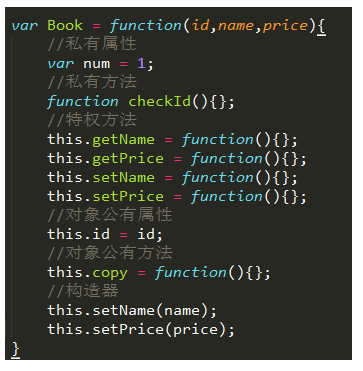 var Book = function(id,name,price){
    //私有属性
    var num = 1;
    //私有方法
    function checkId(){};
    //特权方法
    this.getName = function(){};
    this.getPrice = function(){};
    this.setName = function(){};
    this.setPrice = function(){};
    //对象公有属性
    this.id = id;
    //对象公有方法
    this.copy = function(){};
    //构造器
    this.setName(name);
    this.setPrice(price);
}